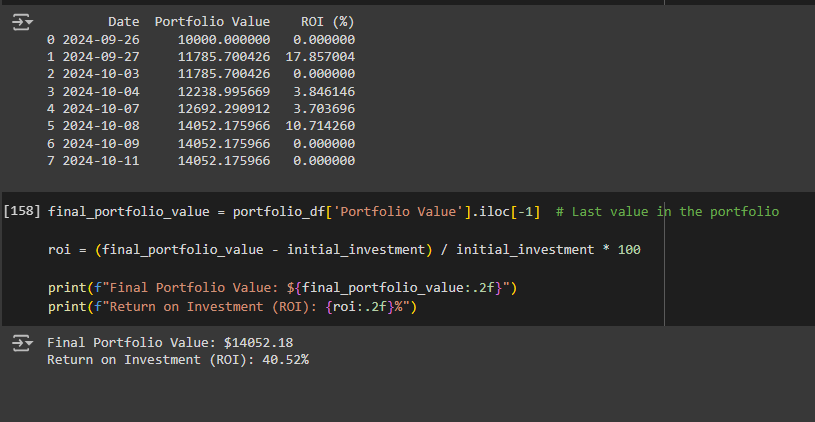 Date Portfolio Value ROI (%)
0 2024-09-26 10000.000000 0.000000
1 2024-09-27 11785.700426 17.857004
2 2024-10-03 11785.700426 0.000000
3 2024-10-04 12238.995669 3.846146
4 2024-10-07 12692.290912 3.703696
5 2024-10-08 14052.175966 10.714260
6 2024-10-09 14052.175966 0.000000
7 2024-10-11 14052.175966 0.000000
[158] final_portfolio_value = portfolio_df['Portfolio Value'].iloc[-1]  # Last value in the portfolio
roi = (final_portfolio_value - initial_investment) / initial_investment * 100
print(f"Final Portfolio Value: ${final_portfolio_value:.2f}")
print(f"Return on Investment (ROI): {roi:.2f}%")
Final Portfolio Value: $14052.18
Return on Investment (ROI): 40.52%